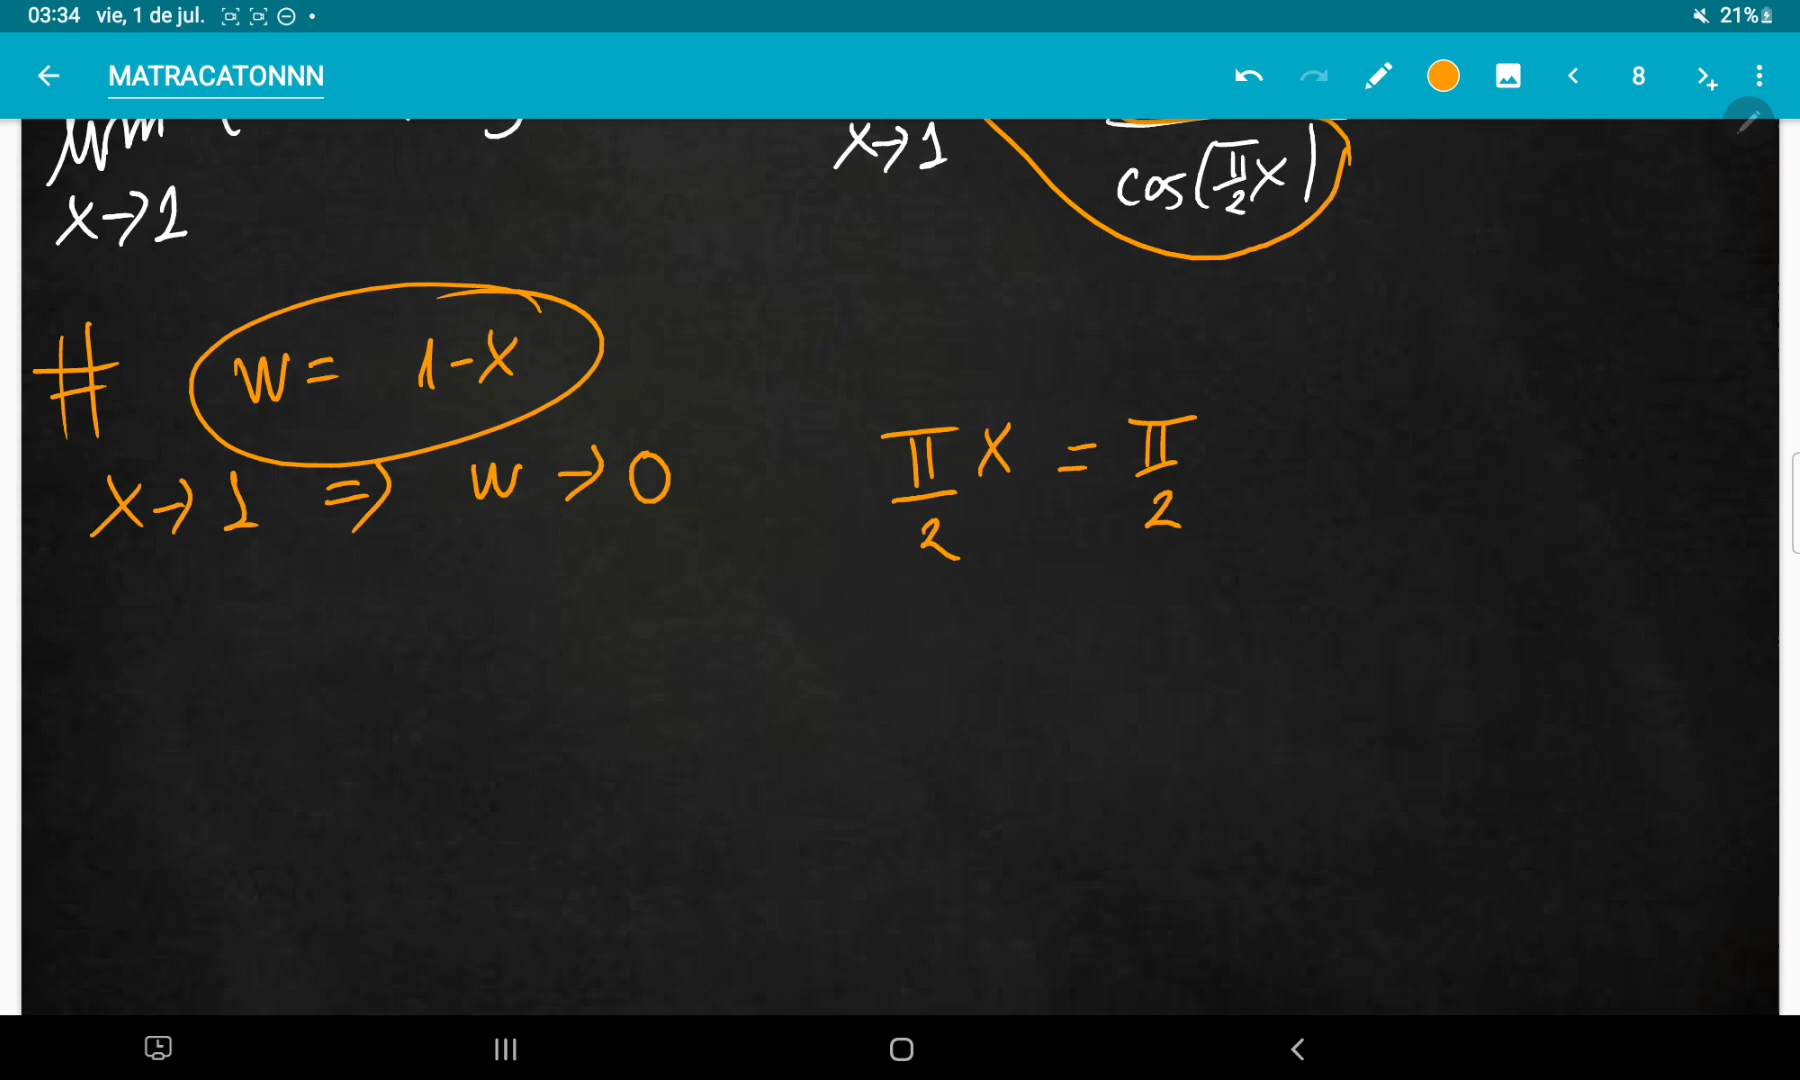 03:34 vie, 1 de jul. 21%
MATRACATONNN 8
x→1
cos(π/2 x)
x→1
# w = 1-x
x→1 ⇒ w→0
π/2 x = π/2